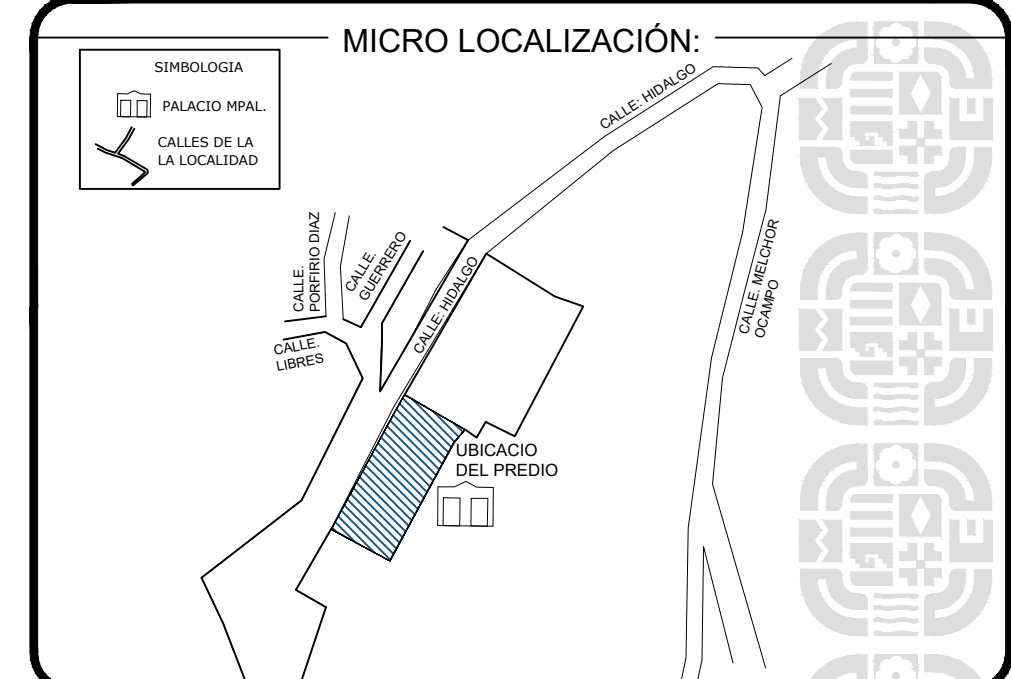 MICRO LOCALIZACIÓN:
SIMBOLOGIA
PALACIO MPAL.
CALLES DE LA
LA LOCALIDAD
CALLE: HIDALGO
CALLE.
PORFIRIO DIAZ
CALLE.
GUERRERO
CALLE: HIDALGO
CALLE. MELCHOR
OCAMPO
CALLE.
LIBRES
UBICACIO
DEL PREDIO